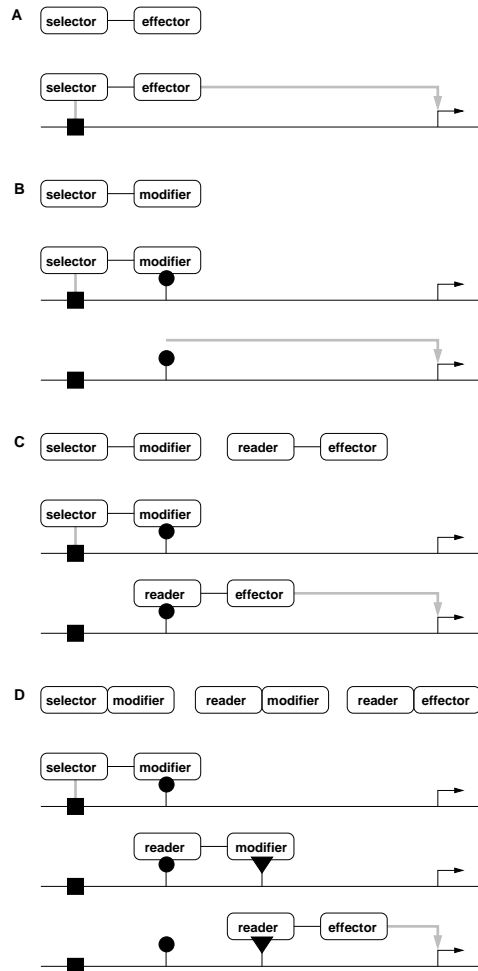 A
selector effector
selector effector
B
selector modifier
selector modifier
C
selector modifier reader effector
selector modifier
reader effector
D
selector modifier reader modifier reader effector
selector modifier
reader modifier
reader effector